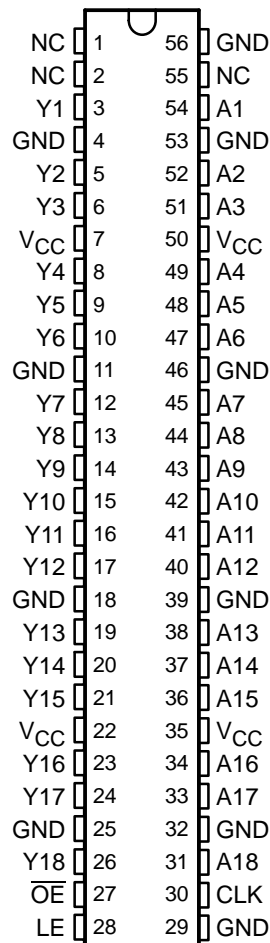 NC 1 56 GND
NC 2 55 NC
Y1 3 54 A1
GND 4 53 GND
Y2 5 52 A2
Y3 6 51 A3
VCC 7 50 VCC
Y4 8 49 A4
Y5 9 48 A5
Y6 10 47 A6
GND 11 46 GND
Y7 12 45 A7
Y8 13 44 A8
Y9 14 43 A9
Y10 15 42 A10
Y11 16 41 A11
Y12 17 40 A12
GND 18 39 GND
Y13 19 38 A13
Y14 20 37 A14
Y15 21 36 A15
VCC 22 35 VCC
Y16 23 34 A16
Y17 24 33 A17
GND 25 32 GND
Y18 26 31 A18
O̅E̅ 27 30 CLK
LE 28 29 GND